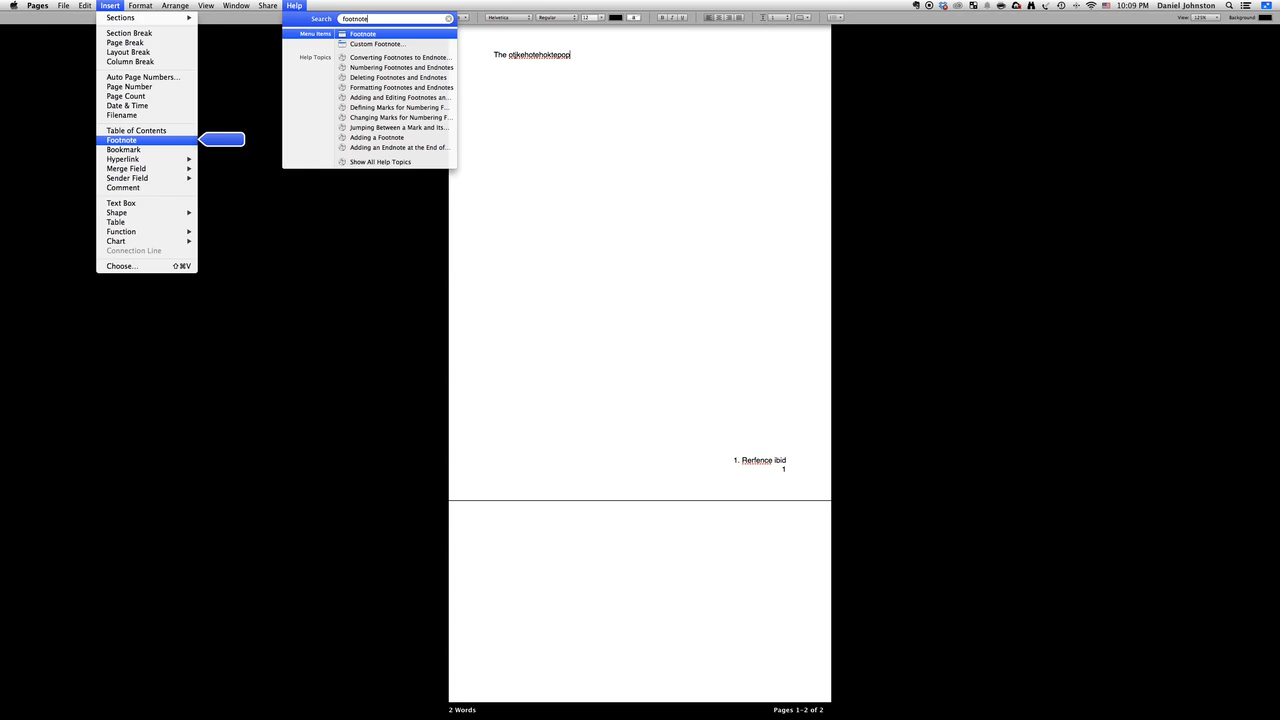 Pages File Edit Insert Format Arrange View Window Share Help 10:09 PM Daniel Johnston
Sections
Section Break
Page Break
Layout Break
Column Break
Auto Page Numbers...
Page Number
Page Count
Date & Time
Filename
Table of Contents
Footnote
Bookmark
Hyperlink
Merge Field
Sender Field
Comment
Text Box
Shape
Table
Function
Chart
Connection Line
Choose... ⇧⌘V
Search footnote
Menu Items Footnote
Custom Footnote...
Help Topics Converting Footnotes to Endnote...
Numbering Footnotes and Endnotes
Deleting Footnotes and Endnotes
Formatting Footnotes and Endnotes
Adding and Editing Footnotes an...
Defining Marks for Numbering F...
Changing Marks for Numbering F...
Jumping Between a Mark and Its...
Adding a Footnote
Adding an Endnote at the End of...
Show All Help Topics
Helvetica Regular 12 B I U 1 View: 125% Background:
The otjkehotehoktepop
1. Rerfence ibid
1
2 Words Pages 1-2 of 2